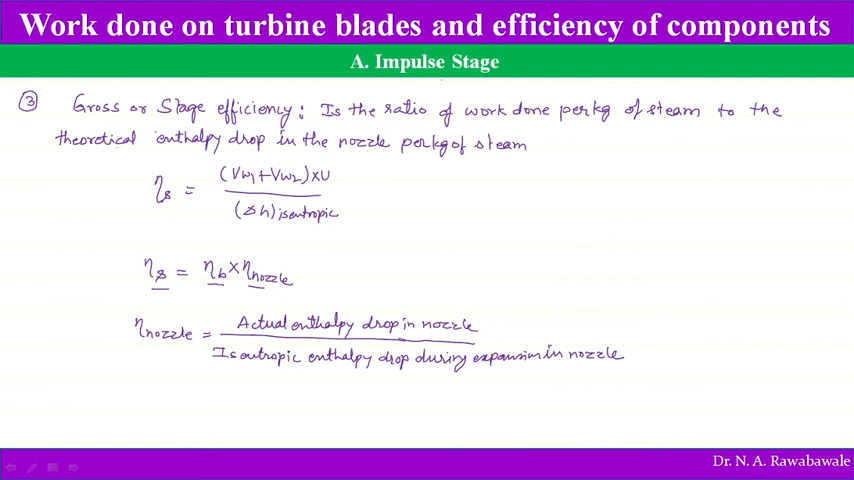 Work done on turbine blades and efficiency of components
A. Impulse Stage
③ Gross or Stage efficiency: Is the ratio of work done per kg of steam to the
theoretical enthalpy drop in the nozzle per kg of steam
ηs = (Vw1+Vw2)×U / (Δh)isentropic
ηs = ηb × ηnozzle
ηnozzle = Actual enthalpy drop in nozzle / Isentropic enthalpy drop during expansion in nozzle
Dr. N. A. Rawabawale